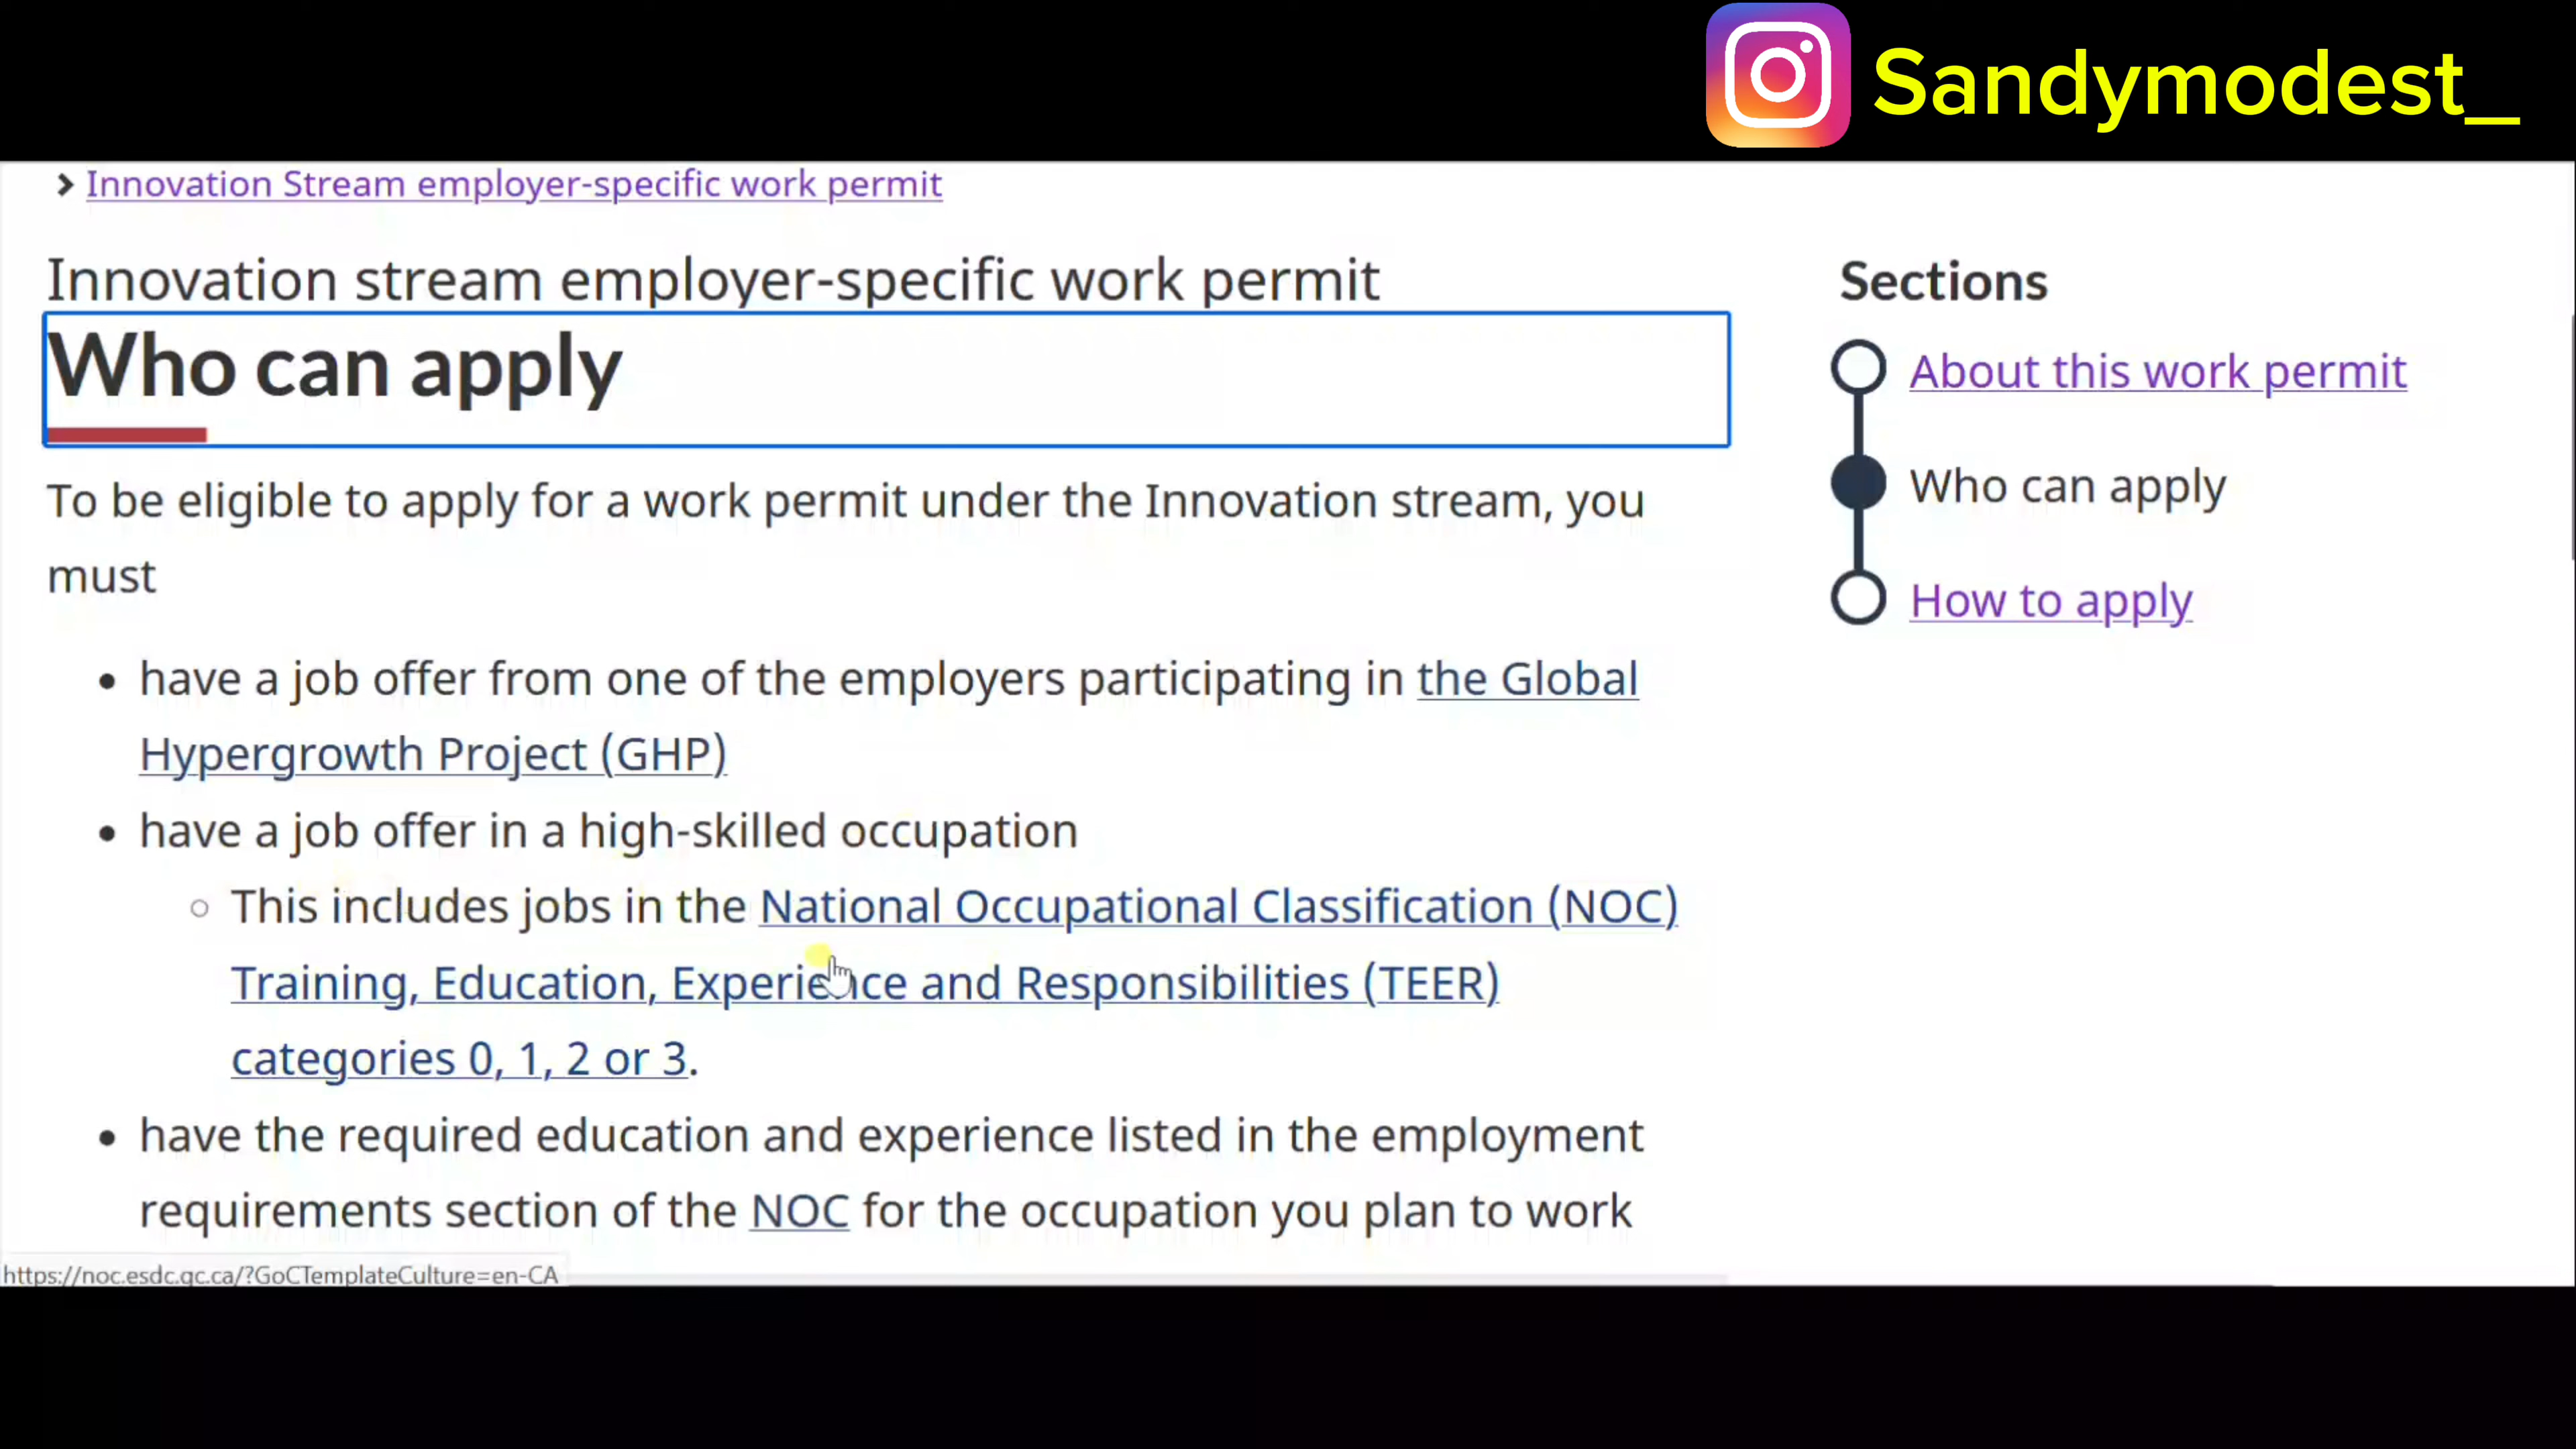 Sandymodest_
Innovation Stream employer-specific work permit
Innovation stream employer-specific work permit
Who can apply
To be eligible to apply for a work permit under the Innovation stream, you
must
• have a job offer from one of the employers participating in the Global
Hypergrowth Project (GHP)
• have a job offer in a high-skilled occupation
○ This includes jobs in the National Occupational Classification (NOC)
Training, Education, Experience and Responsibilities (TEER)
categories 0, 1, 2 or 3.
• have the required education and experience listed in the employment
requirements section of the NOC for the occupation you plan to work
Sections
About this work permit
Who can apply
How to apply
https://noc.esdc.gc.ca/?GoCTemplateCulture=en-CA